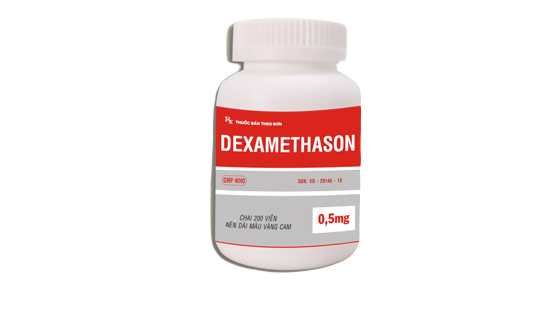 Rx THUỐC BÁN THEO ĐƠN
DEXAMETHASON
GMP-WHO
SĐK: VD - 29146 - 18
CHAI 200 VIÊN
NÉN DÀI MÀU VÀNG CAM
0,5mg